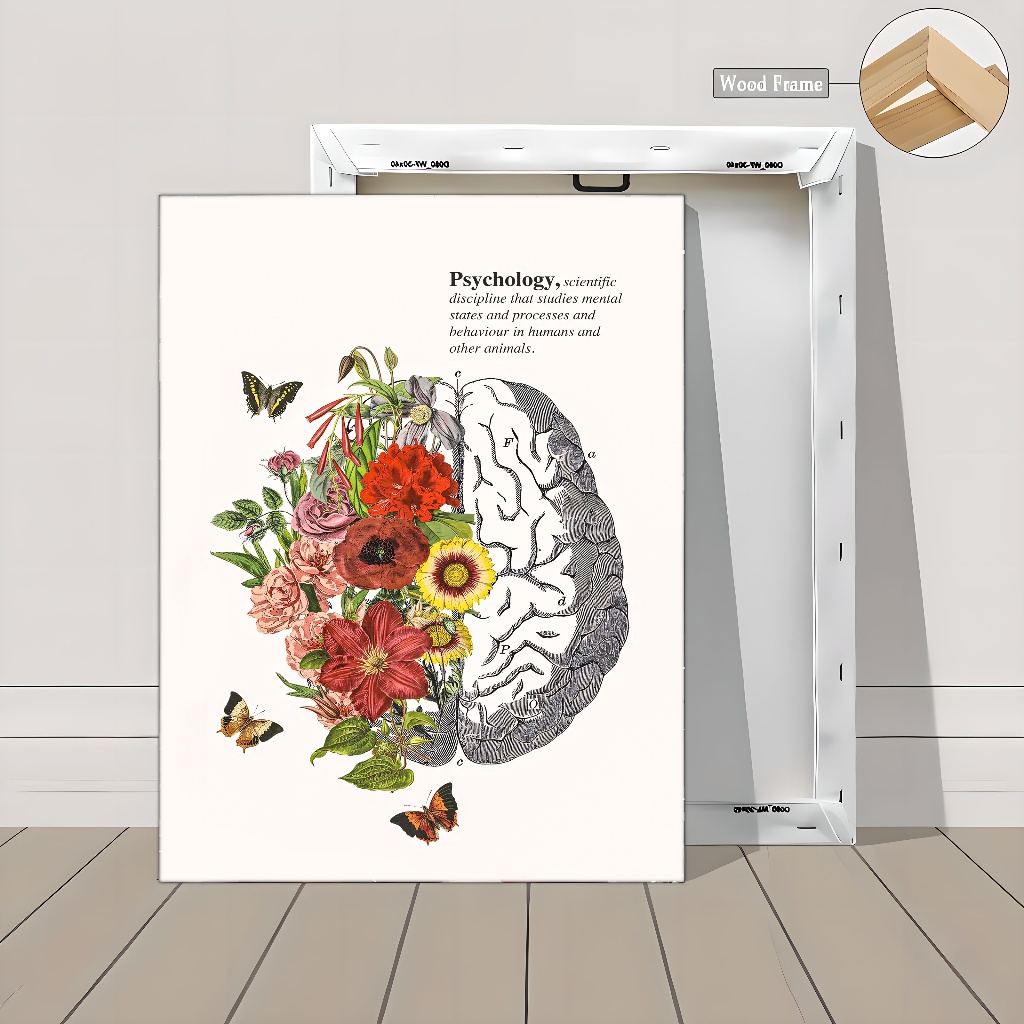 Wood Frame
Psychology, scientific
discipline that studies mental
states and processes and
behaviour in humans and
other animals.
c
F
a
d
P
c